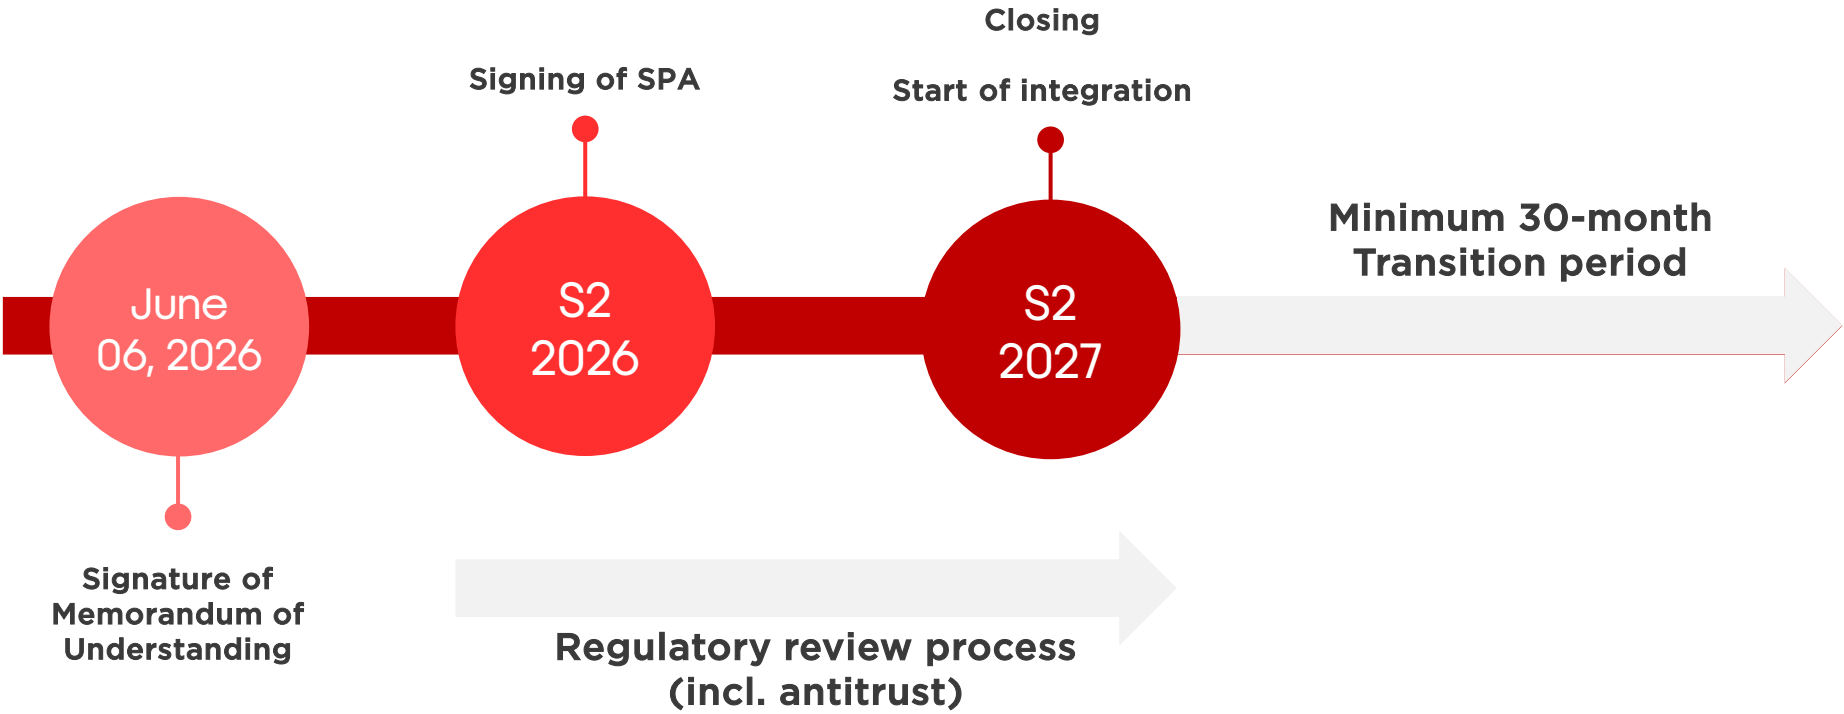 Closing
Signing of SPA
Start of integration
June
06, 2026
S2
2026
S2
2027
Minimum 30-month
Transition period
Signature of
Memorandum of
Understanding
Regulatory review process
(incl. antitrust)